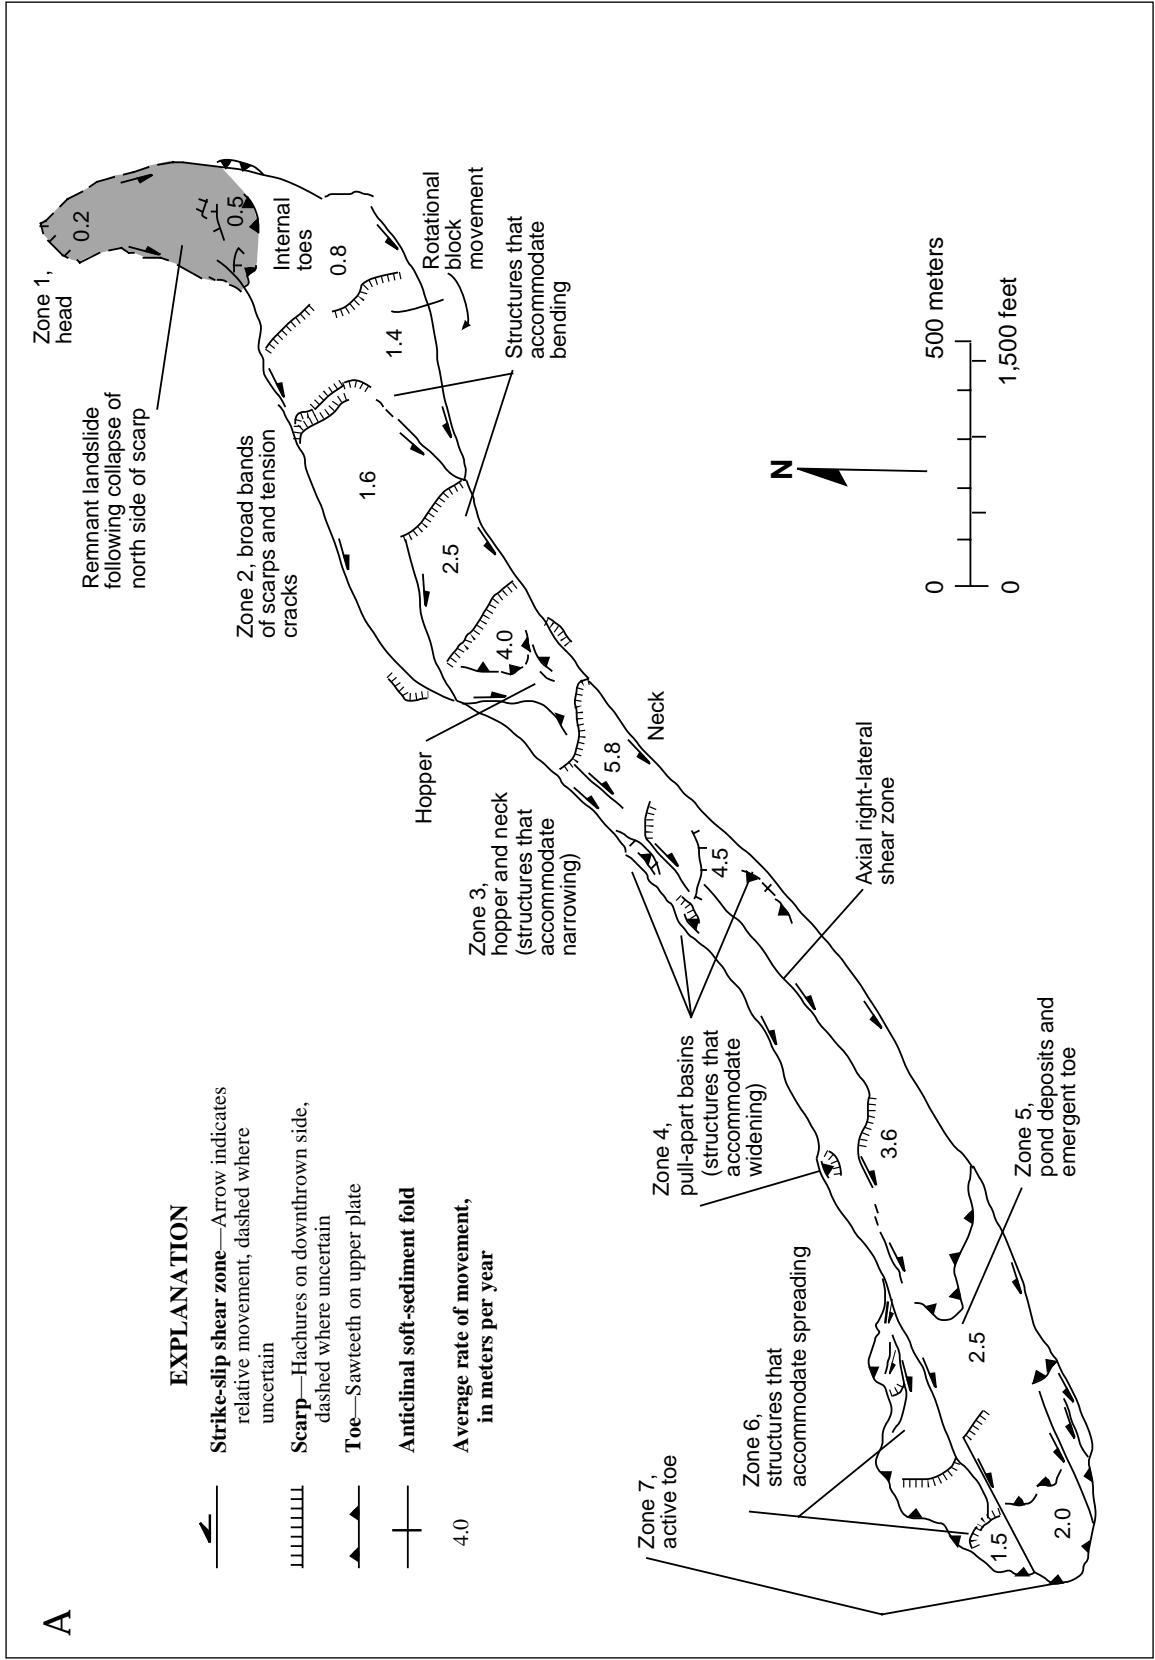 A
EXPLANATION
Strike-slip shear zone—Arrow indicates
relative movement, dashed where
uncertain
Scarp—Hachures on downthrown side,
dashed where uncertain
Toe—Sawteeth on upper plate
Anticlinal soft-sediment fold
4.0
Average rate of movement,
in meters per year
Zone 1,
head
Remnant landslide
following collapse of
north side of scarp
0.2
0.5
Internal
toes
0.8
Rotational
block
movement
Zone 2, broad bands
of scarps and tension
cracks
1.4
Structures that
accommodate
bending
1.6
2.5
4.0
Hopper
Zone 3,
hopper and neck
(structures that
accommodate
narrowing)
5.8
Neck
4.5
Axial right-lateral
shear zone
Zone 4,
pull-apart basins
(structures that
accommodate
widening)
3.6
Zone 5,
pond deposits and
emergent toe
2.5
Zone 6,
structures that
accommodate spreading
Zone 7,
active toe
1.5
2.0
N
0
500 meters
0
1,500 feet